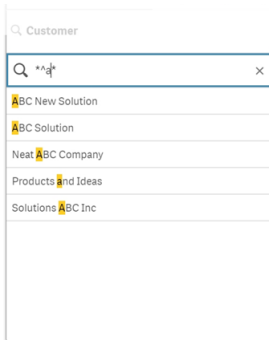 Customer
*^a*
ABC New Solution
ABC Solution
Neat ABC Company
Products and Ideas
Solutions ABC Inc